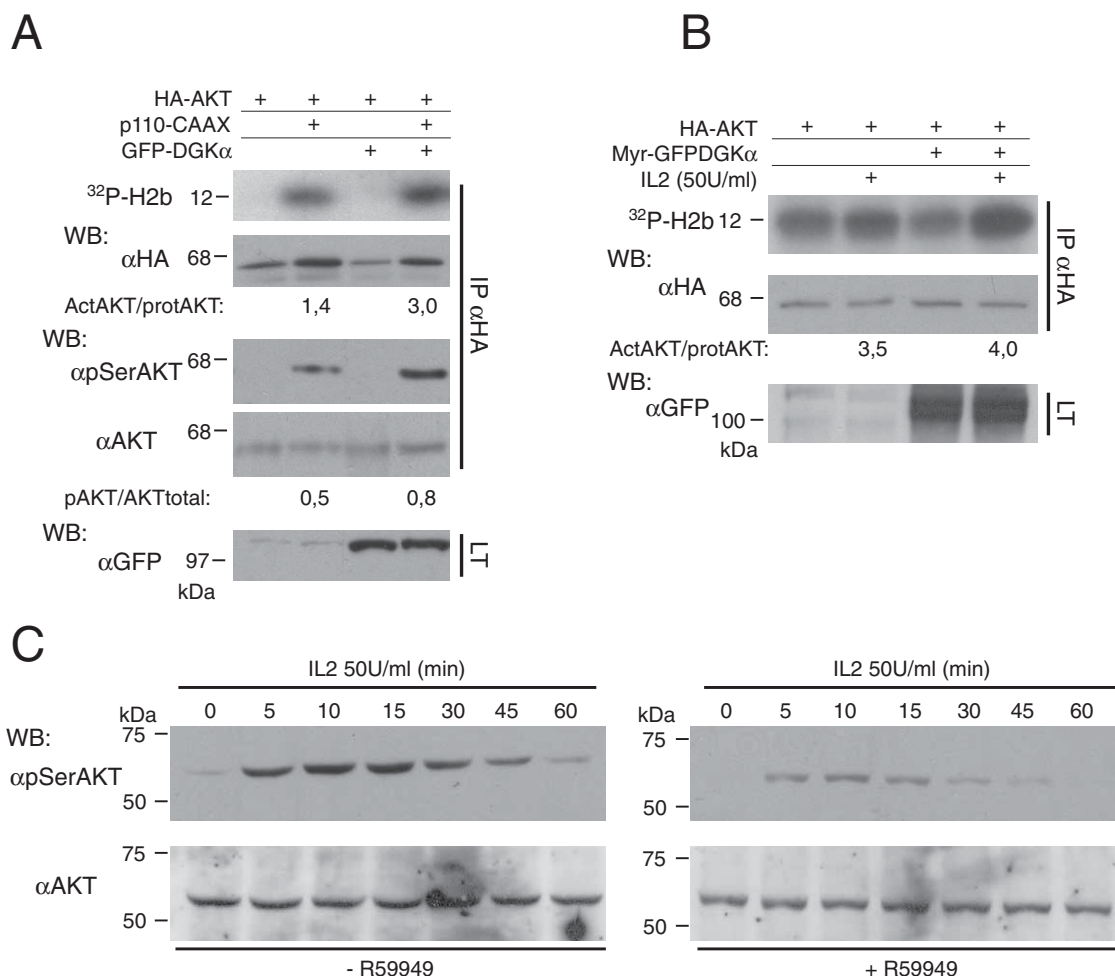 A
HA-AKT + + + +
p110-CAAX + +
GFP-DGKα + +
³²P-H2b 12
WB:
αHA 68
ActAKT/protAKT: 1,4 3,0
WB:
αpSerAKT 68
αAKT 68
IP αHA
pAKT/AKTtotal: 0,5 0,8
WB:
αGFP 97
kDa
LT
B
HA-AKT + + + +
Myr-GFPDGKα + +
IL2 (50U/ml) + +
³²P-H2b 12
WB:
αHA 68
IP αHA
ActAKT/protAKT: 3,5 4,0
WB:
αGFP 100
kDa
LT
C
IL2 50U/ml (min)
kDa 0 5 10 15 30 45 60
WB:
75
αpSerAKT
50
75
αAKT
50
- R59949
IL2 50U/ml (min)
kDa 0 5 10 15 30 45 60
75
50
75
50
+ R59949